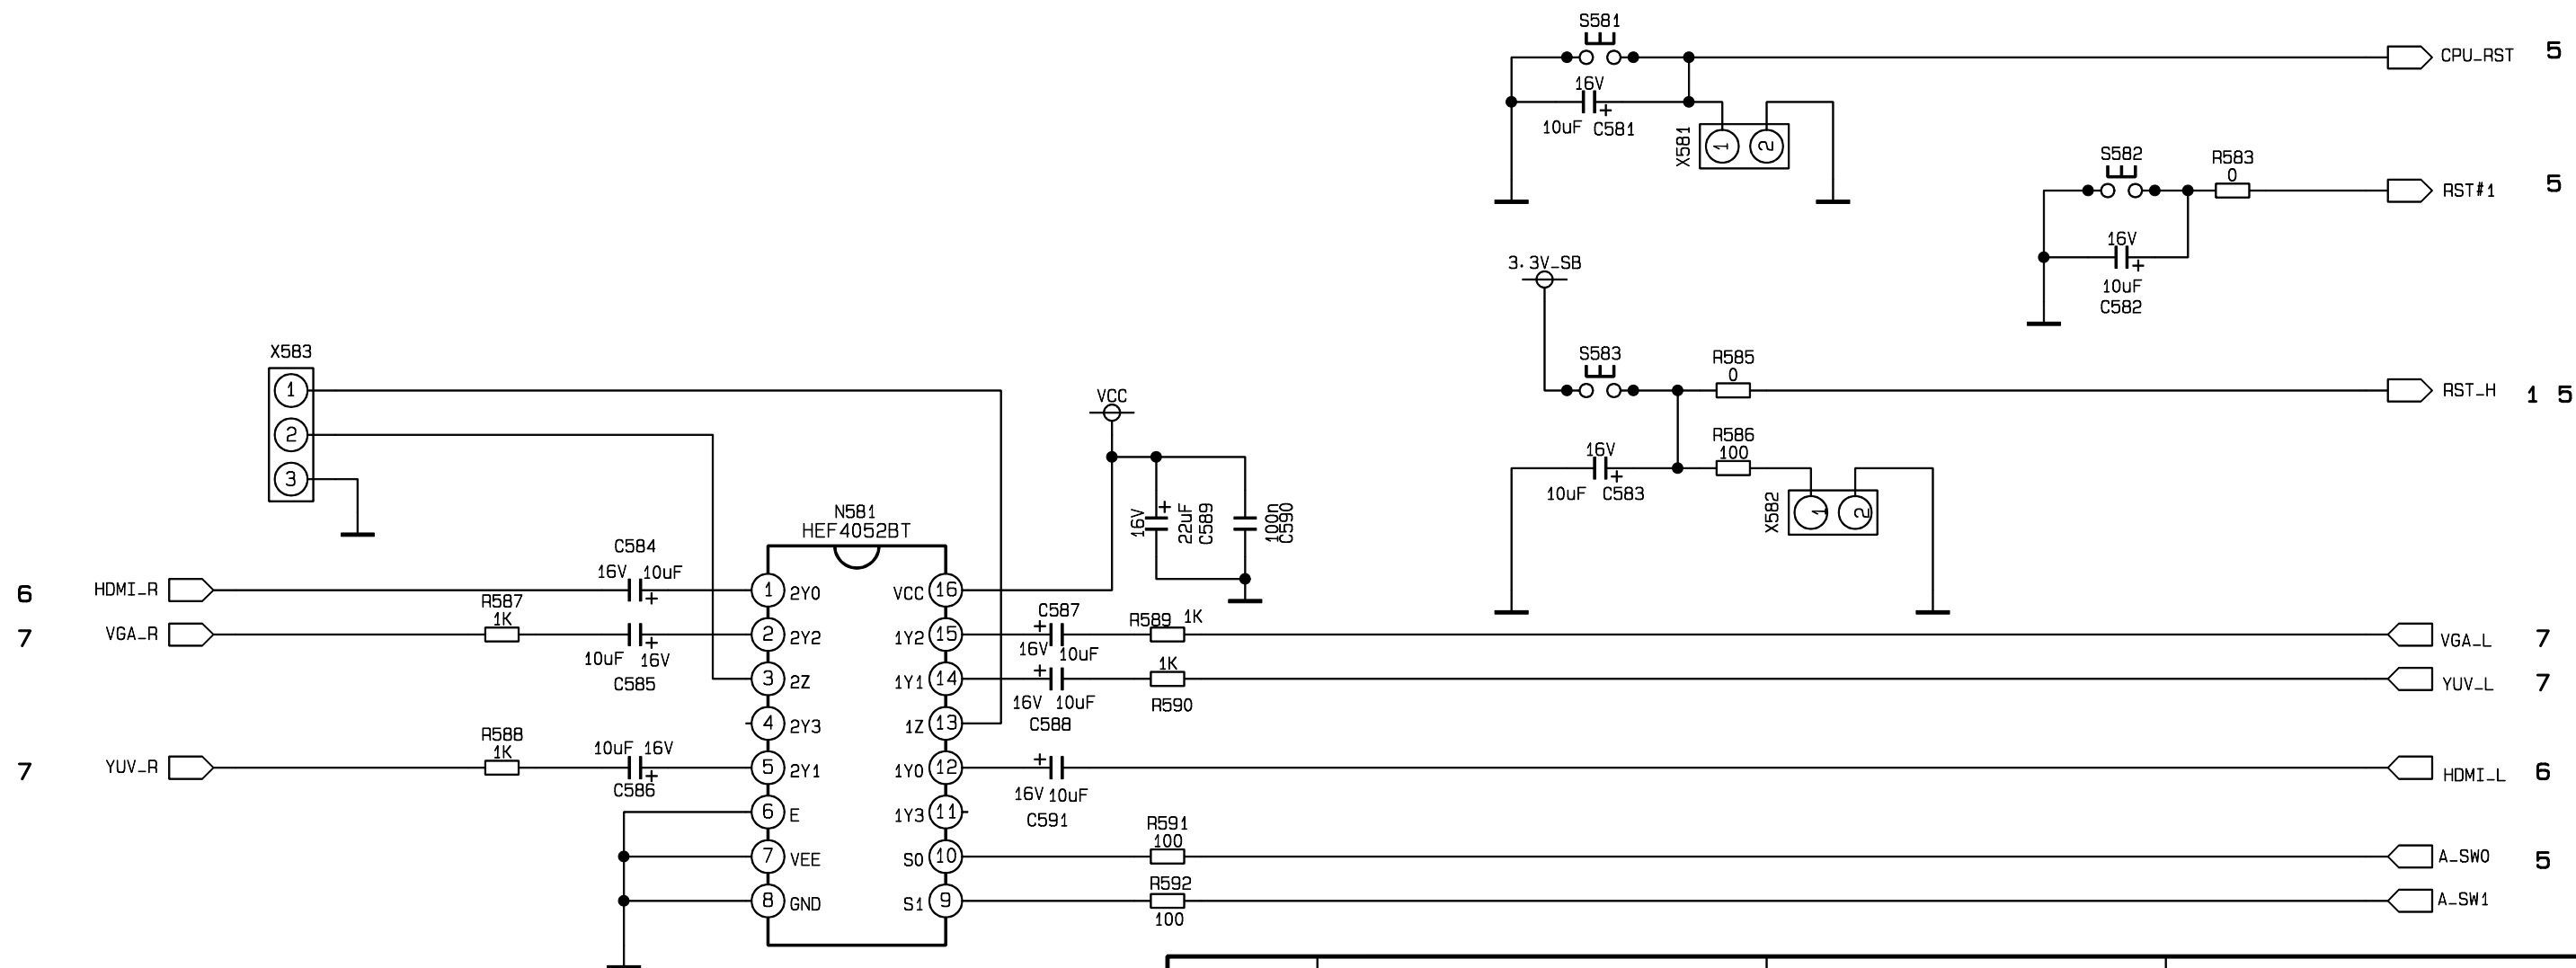 S581
16V
+
10uF C581
X581
1
2
CPU_RST 5
S582
R583
0
RST#1 5
16V
+
10uF
C582
3.3V_SB
S583
R585
0
RST_H 1 5
16V
+
10uF C583
R586
100
X582
1
2
X583
1
2
3
VCC
16V
+
22uF
C589
100n
C590
N581
HEF4052BT
1 2Y0
2 2Y2
3 2Z
4 2Y3
5 2Y1
6 E
7 VEE
8 GND
VCC 16
1Y2 15
1Y1 14
1Z 13
1Y0 12
1Y3 11
S0 10
S1 9
6 HDMI_R
C584
16V 10uF
+
7 VGA_R
R587
1K
+
10uF 16V
C585
7 YUV_R
R588
1K
10uF 16V
+
C586
C587
+
16V 10uF
R589 1K
VGA_L 7
+
16V 10uF
C588
1K
R590
YUV_L 7
+
16V 10uF
C591
HDMI_L 6
R591
100
A_SW0 5
R592
100
A_SW1